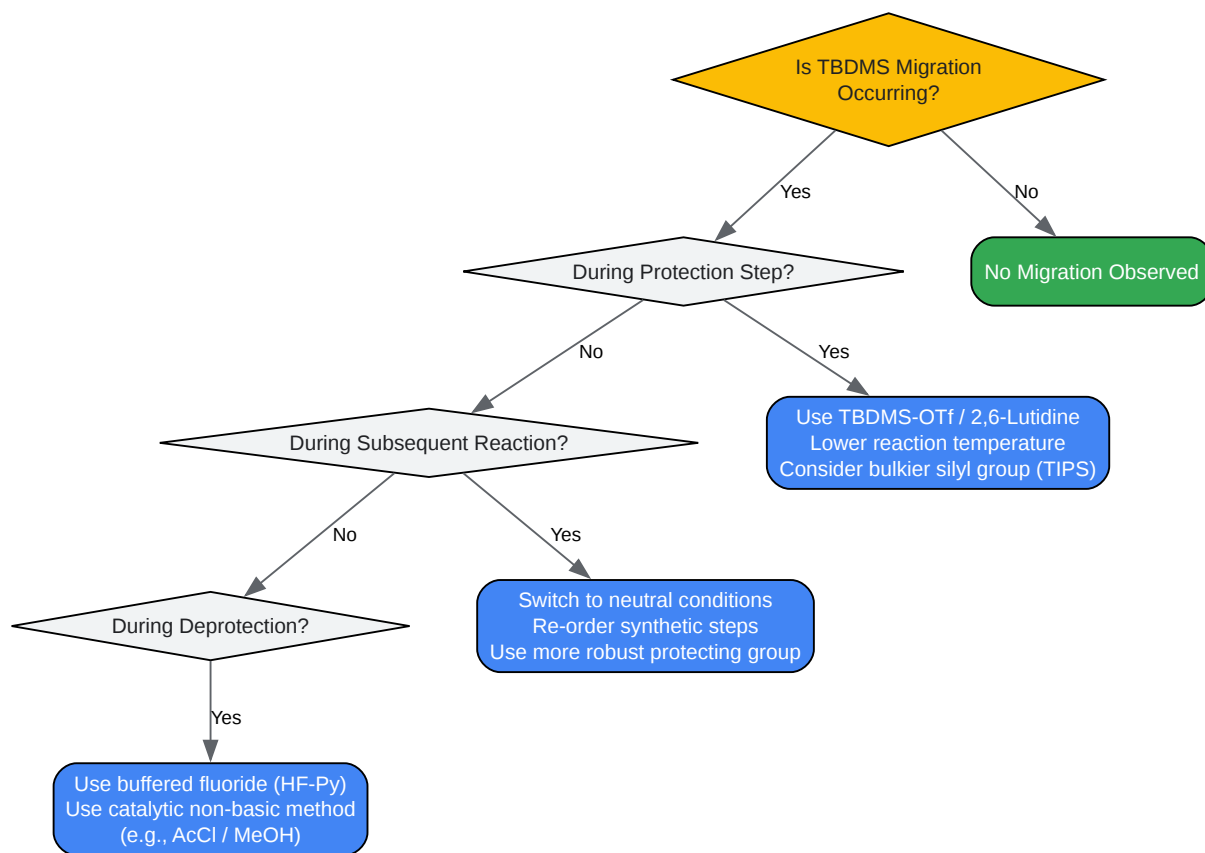 Is TBDMS Migration
Occurring?
Yes
No
During Protection Step?
No Migration Observed
No
Yes
During Subsequent Reaction?
Use TBDMS-OTf / 2,6-Lutidine
Lower reaction temperature
Consider bulkier silyl group (TIPS)
No
Yes
During Deprotection?
Switch to neutral conditions
Re-order synthetic steps
Use more robust protecting group
Yes
Use buffered fluoride (HF-Py)
Use catalytic non-basic method
(e.g., AcCl / MeOH)